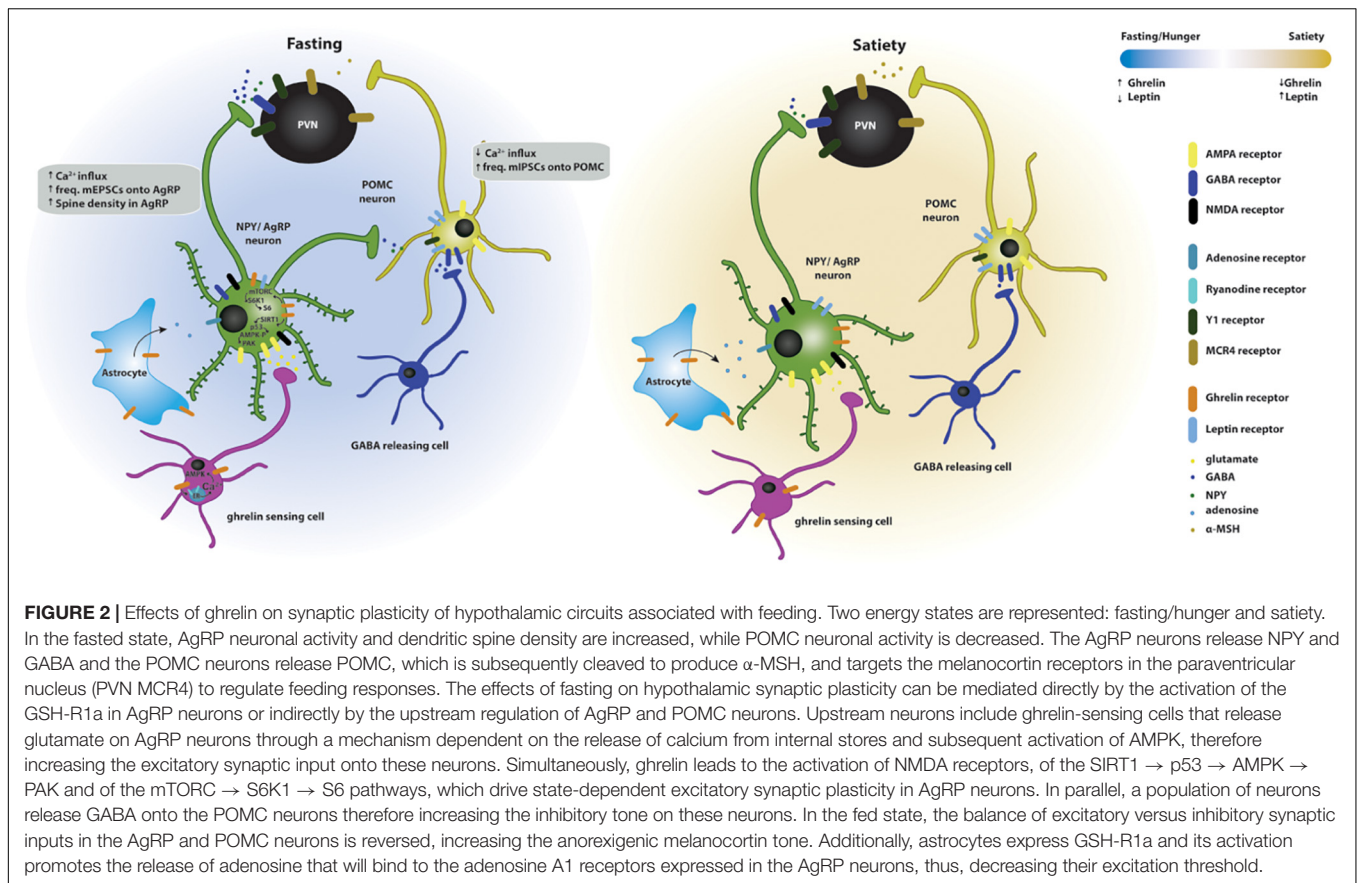 Fasting
Satiety
Fasting/Hunger
Satiety
↑ Ghrelin
↓ Leptin
↓Ghrelin
↑Leptin
PVN
↑ Ca²⁺ influx
↑ freq. mEPSCs onto AgRP
↑ Spine density in AgRP
↓ Ca²⁺ influx
↑ freq. mIPSCs onto POMC
POMC
neuron
NPY/ AgRP
neuron
mTORC
S6K1
S6
SIRT1
p53
AMPK-P
PAK
Astrocyte
GABA releasing cell
AMPK
Ca²⁺
ER
ghrelin sensing cell
PVN
POMC
neuron
NPY/ AgRP
neuron
Astrocyte
GABA releasing cell
ghrelin sensing cell
AMPA receptor
GABA receptor
NMDA receptor
Adenosine receptor
Ryanodine receptor
Y1 receptor
MCR4 receptor
Ghrelin receptor
Leptin receptor
glutamate
GABA
NPY
adenosine
α-MSH
FIGURE 2 | Effects of ghrelin on synaptic plasticity of hypothalamic circuits associated with feeding. Two energy states are represented: fasting/hunger and satiety.
In the fasted state, AgRP neuronal activity and dendritic spine density are increased, while POMC neuronal activity is decreased. The AgRP neurons release NPY and
GABA and the POMC neurons release POMC, which is subsequently cleaved to produce α-MSH, and targets the melanocortin receptors in the paraventricular
nucleus (PVN MCR4) to regulate feeding responses. The effects of fasting on hypothalamic synaptic plasticity can be mediated directly by the activation of the
GSH-R1a in AgRP neurons or indirectly by the upstream regulation of AgRP and POMC neurons. Upstream neurons include ghrelin-sensing cells that release
glutamate on AgRP neurons through a mechanism dependent on the release of calcium from internal stores and subsequent activation of AMPK, therefore
increasing the excitatory synaptic input onto these neurons. Simultaneously, ghrelin leads to the activation of NMDA receptors, of the SIRT1 → p53 → AMPK →
PAK and of the mTORC → S6K1 → S6 pathways, which drive state-dependent excitatory synaptic plasticity in AgRP neurons. In parallel, a population of neurons
release GABA onto the POMC neurons therefore increasing the inhibitory tone on these neurons. In the fed state, the balance of excitatory versus inhibitory synaptic
inputs in the AgRP and POMC neurons is reversed, increasing the anorexigenic melanocortin tone. Additionally, astrocytes express GSH-R1a and its activation
promotes the release of adenosine that will bind to the adenosine A1 receptors expressed in the AgRP neurons, thus, decreasing their excitation threshold.